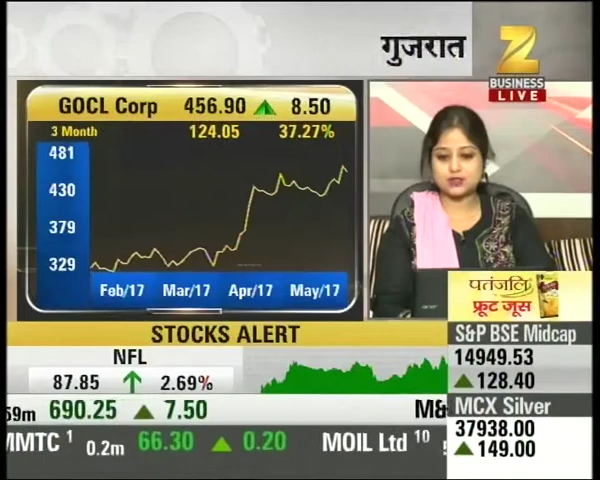 गुजरात
Z
BUSINESS
LIVE
GOCL Corp 456.90 8.50
3 Month 124.05 37.27%
481
430
379
329
Feb/17 Mar/17 Apr/17 May/17
पतंजलि
फ्रूट जूस
STOCKS ALERT
NFL
87.85 2.69%
S&P BSE Midcap
14949.53
128.40
59m 690.25 7.50 M&
MCX Silver
37938.00
149.00
MMTC 1 0.2m 66.30 0.20 MOIL Ltd 10